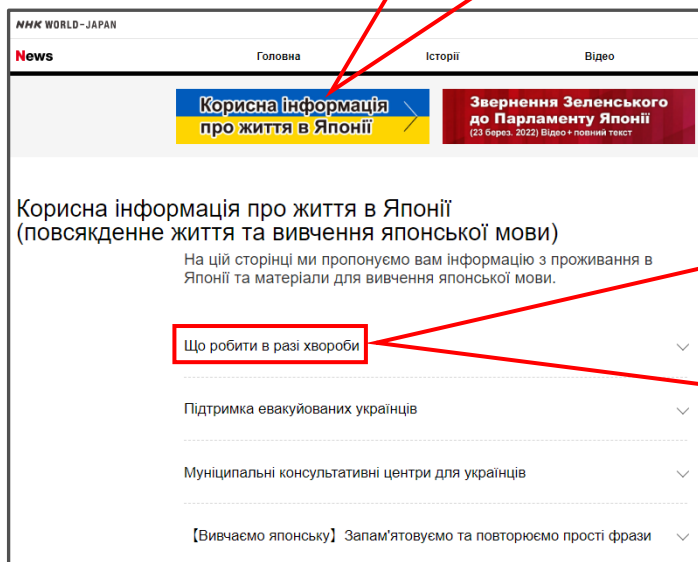 NHK WORLD-JAPAN
News Головна Історії Відео
Корисна інформація
про життя в Японії
Звернення Зеленського
до Парламенту Японії
(23 берез. 2022) Відео+повний текст
Корисна інформація про життя в Японії
(повсякденне життя та вивчення японської мови)
На цій сторінці ми пропонуємо вам інформацію з проживання в
Японії та матеріали для вивчення японської мови.
Що робити в разі хвороби
Підтримка евакуйованих українців
Муніципальні консультативні центри для українців
【Вивчаємо японську】Запам'ятовуємо та повторюємо прості фрази